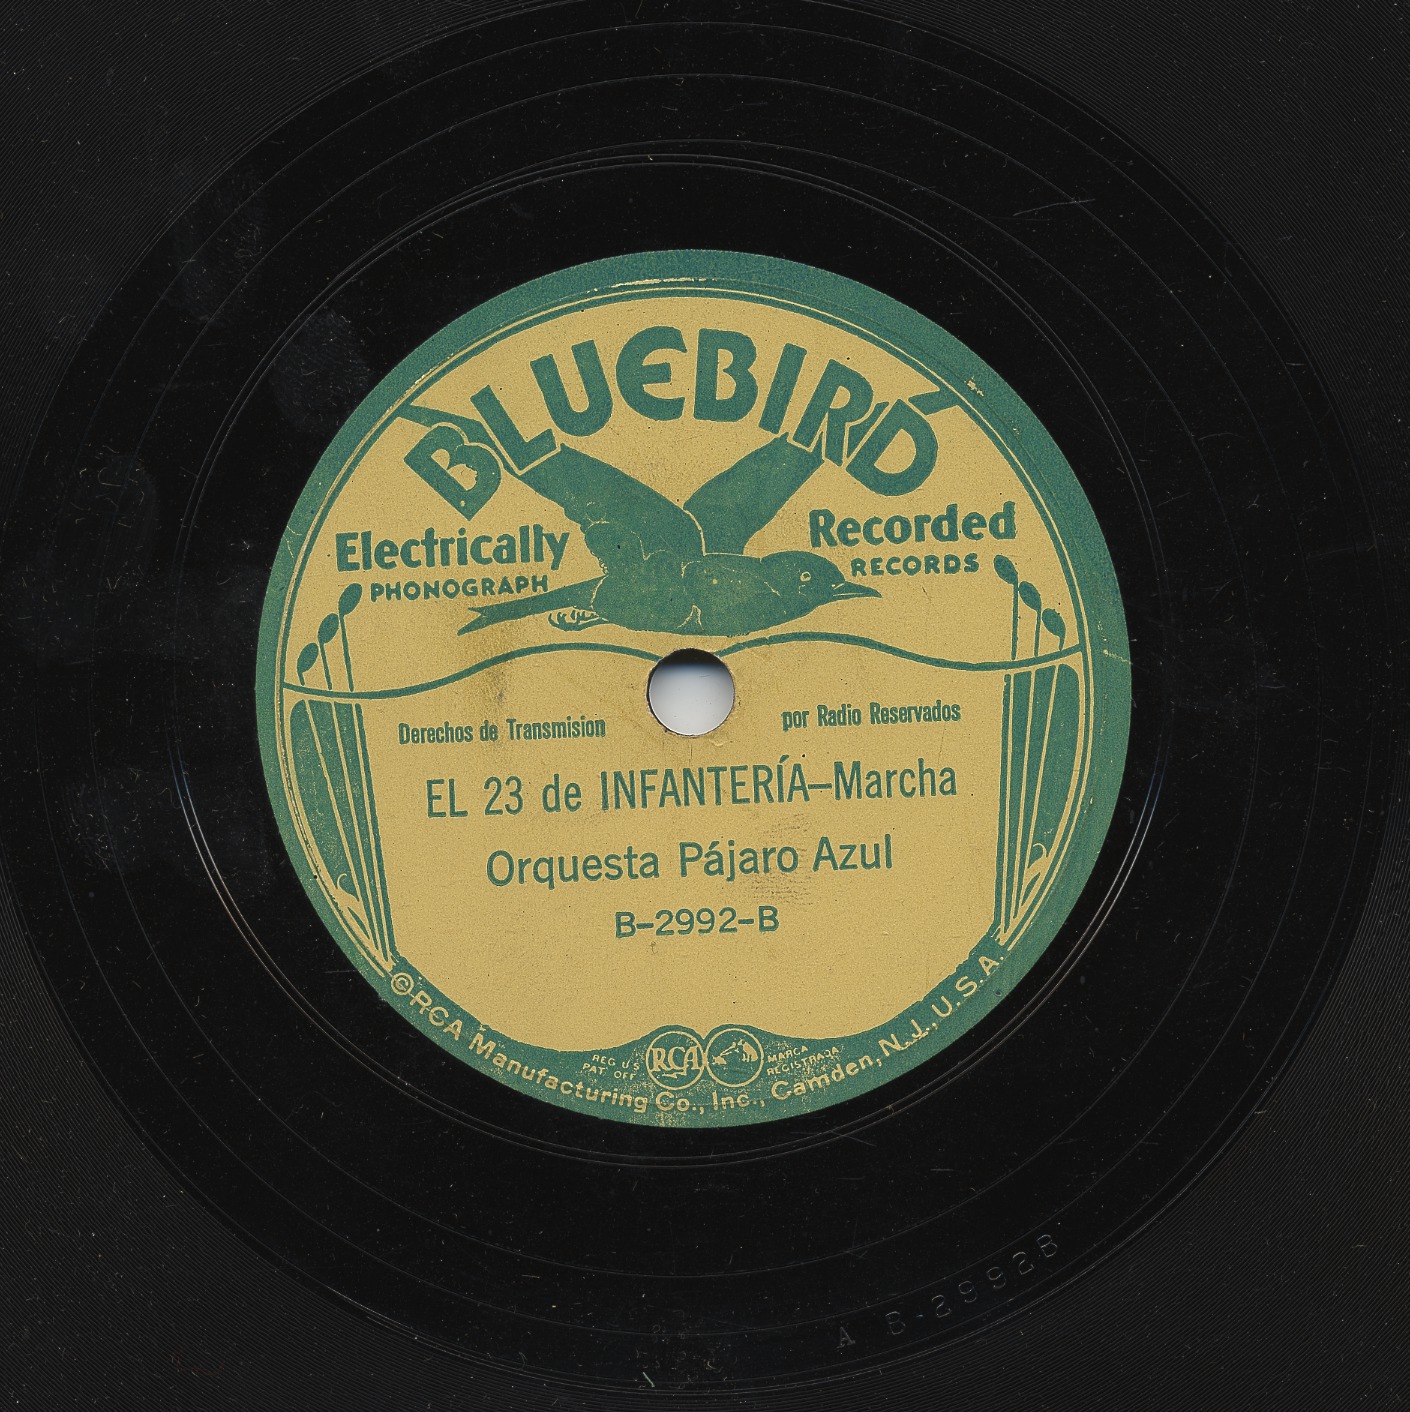 BLUEBIRD
Electrically Recorded
PHONOGRAPH RECORDS
Derechos de Transmision por Radio Reservados
EL 23 de INFANTERÍA–Marcha
Orquesta Pájaro Azul
B–2992–B
REG US
PAT. OFF
RCA
MARCA
REGISTRADA
©RCA Manufacturing Co., Inc., Camden, N.J., U.S.A.
A B-2992B